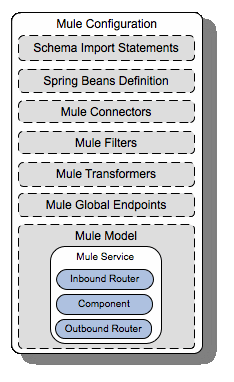 Mule Configuration
Schema Import Statements
Spring Beans Definition
Mule Connectors
Mule Filters
Mule Transformers
Mule Global Endpoints
Mule Model
Mule Service
Inbound Router
Component
Outbound Router